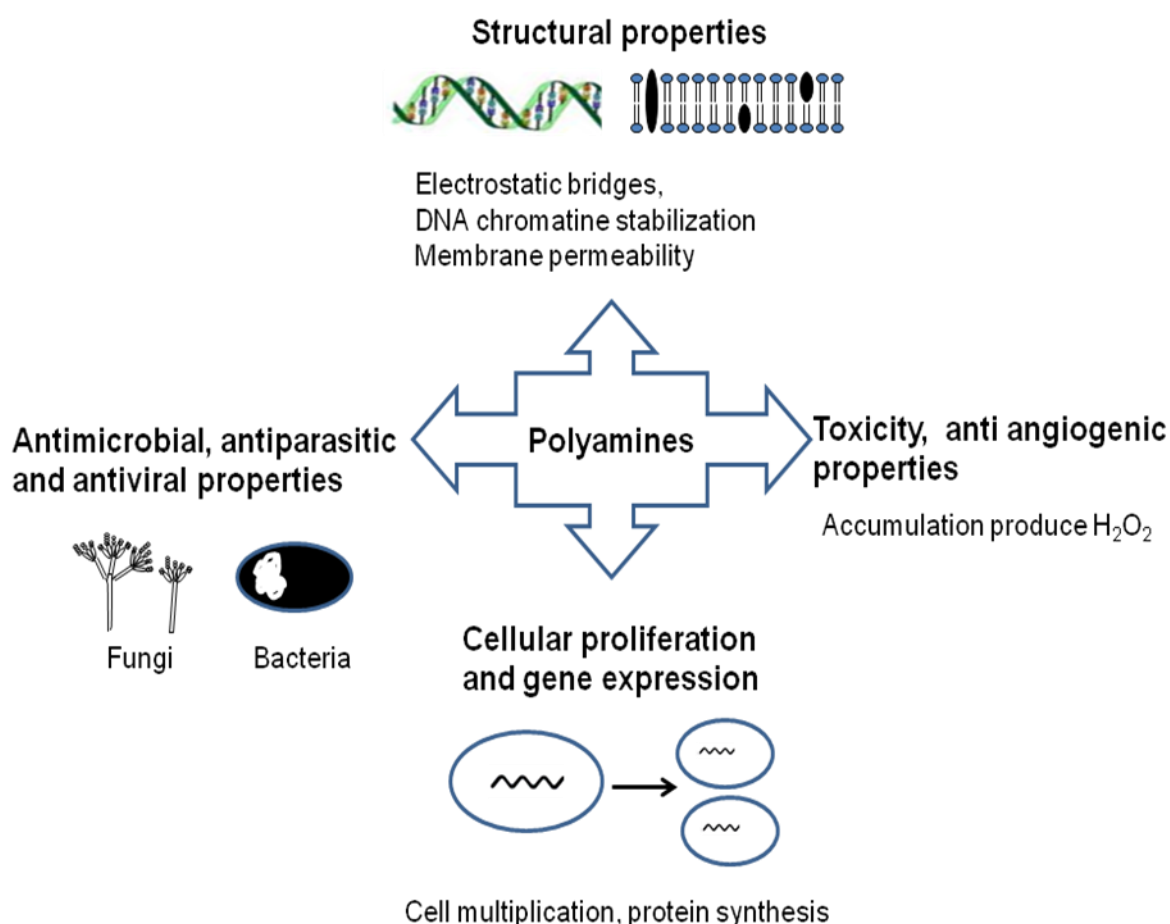 Structural properties
Electrostatic bridges,
DNA chromatine stabilization
Membrane permeability
Antimicrobial, antiparasitic
and antiviral properties
Fungi
Bacteria
Polyamines
Toxicity, anti angiogenic
properties
Accumulation produce H₂O₂
Cellular proliferation
and gene expression
Cell multiplication, protein synthesis